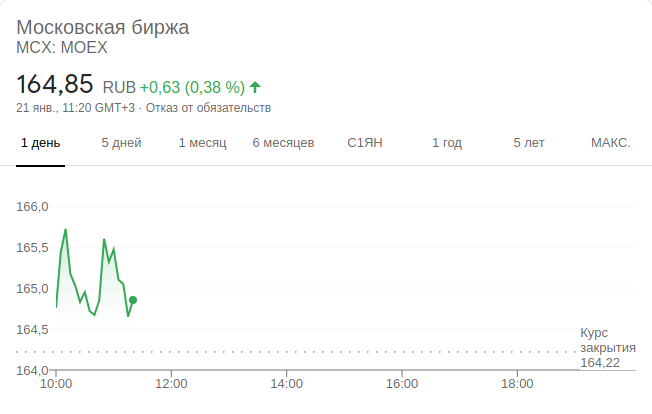 Московская биржа
MCX: MOEX
164,85 RUB +0,63 (0,38 %)
21 янв., 11:20 GMT+3 · Отказ от обязательств
1 день 5 дней 1 месяц 6 месяцев С1ЯН 1 год 5 лет МАКС.
166,0
165,5
165,0
164,5
Курс
закрытия
164,22
164,0
10:00 12:00 14:00 16:00 18:00